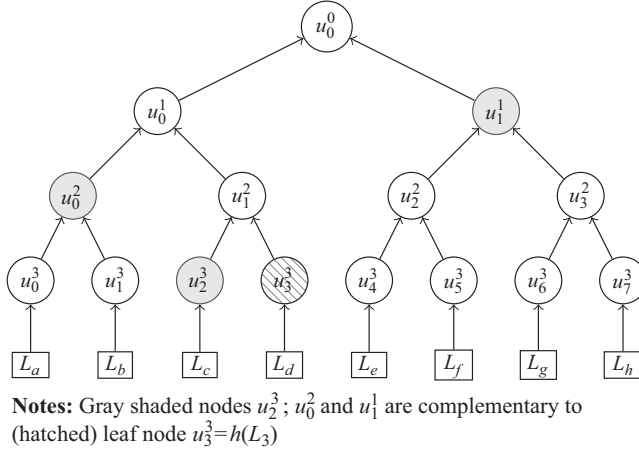 u_0^0
u_0^1 u_1^1
u_0^2 u_1^2 u_2^2 u_3^2
u_0^3 u_1^3 u_2^3 u_3^3 u_4^3 u_5^3 u_6^3 u_7^3
L_a L_b L_c L_d L_e L_f L_g L_h
Notes: Gray shaded nodes u_2^3; u_0^2 and u_1^1 are complementary to
(hatched) leaf node u_3^3=h(L_3)